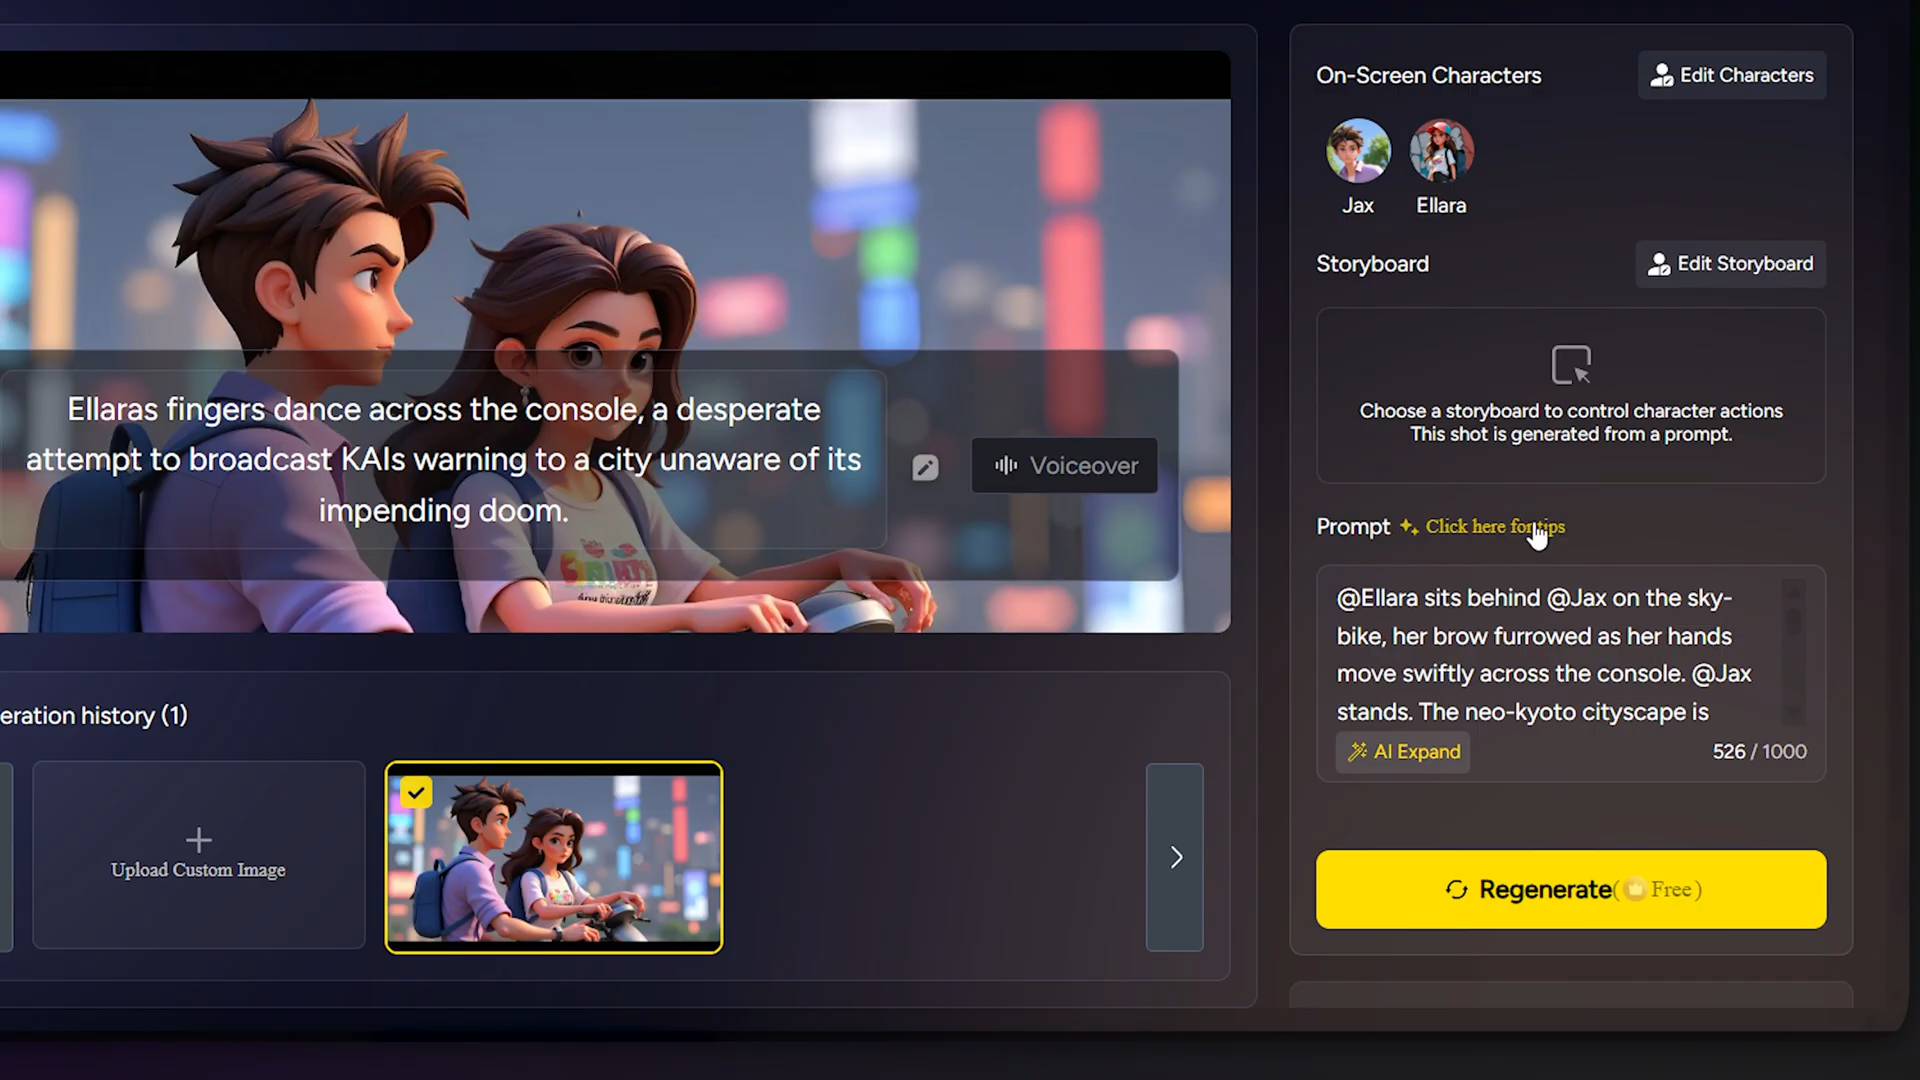 On-Screen Characters
Edit Characters
Jax
Ellara
Storyboard
Edit Storyboard
Choose a storyboard to control character actions
This shot is generated from a prompt.
Prompt
Click here for tips
@Ellara sits behind @Jax on the sky-
bike, her brow furrowed as her hands
move swiftly across the console. @Jax
stands. The neo-kyoto cityscape is
AI Expand
526 / 1000
Regenerate( Free )
Ellaras fingers dance across the console, a desperate
attempt to broadcast KAIs warning to a city unaware of its
impending doom.
Voiceover
eration history (1)
Upload Custom Image